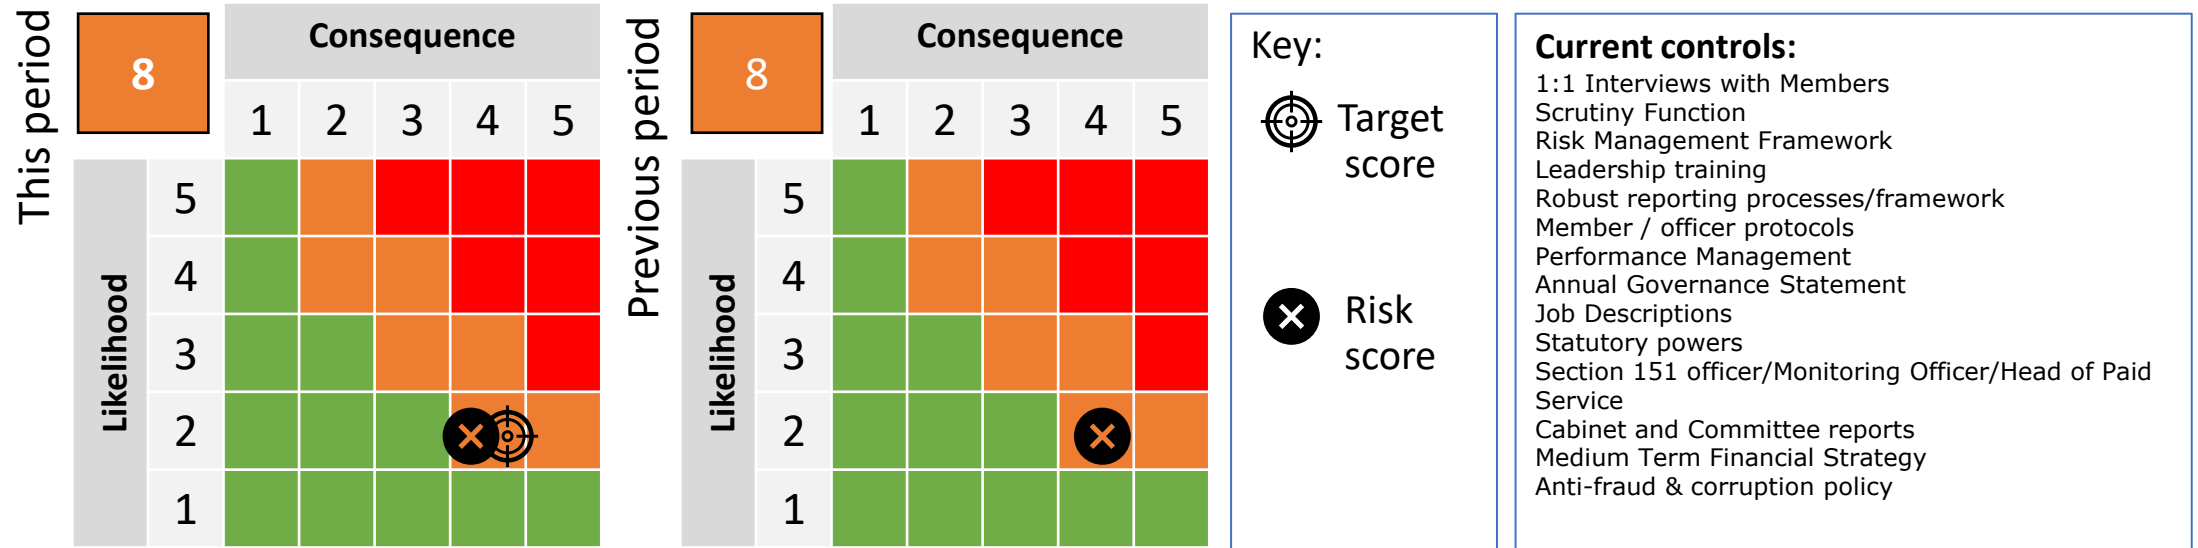 This period
8
Consequence
1 2 3 4 5
Likelihood
5
4
3
2
1
Previous period
8
Consequence
1 2 3 4 5
Likelihood
5
4
3
2
1
Key:
Target
score
Risk
score
Current controls:
1:1 Interviews with Members
Scrutiny Function
Risk Management Framework
Leadership training
Robust reporting processes/framework
Member / officer protocols
Performance Management
Annual Governance Statement
Job Descriptions
Statutory powers
Section 151 officer/Monitoring Officer/Head of Paid
Service
Cabinet and Committee reports
Medium Term Financial Strategy
Anti-fraud & corruption policy